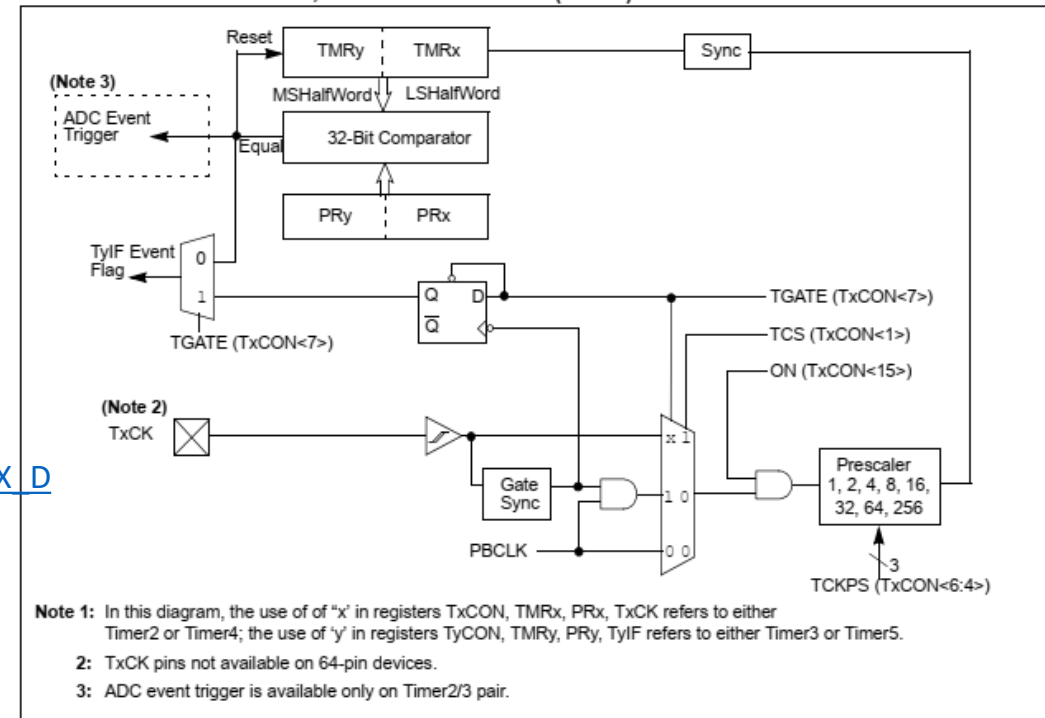 Reset
TMRy
TMRx
Sync
(Note 3)
MSHalfWord
LSHalfWord
ADC Event
Trigger
Equal
32-Bit Comparator
PRy
PRx
TyIF Event
Flag
0
1
Q
D
Q
TGATE (TxCON<7>)
TGATE (TxCON<7>)
TCS (TxCON<1>)
ON (TxCON<15>)
(Note 2)
TxCK
x 1
X_D
Gate
Sync
1 0
Prescaler
1, 2, 4, 8, 16,
32, 64, 256
PBCLK
0 0
3
TCKPS (TxCON<6:4>)
Note 1: In this diagram, the use of of “x’ in registers TxCON, TMRx, PRx, TxCK refers to either
Timer2 or Timer4; the use of ‘y’ in registers TyCON, TMRy, PRy, TyIF refers to either Timer3 or Timer5.
2: TxCK pins not available on 64-pin devices.
3: ADC event trigger is available only on Timer2/3 pair.